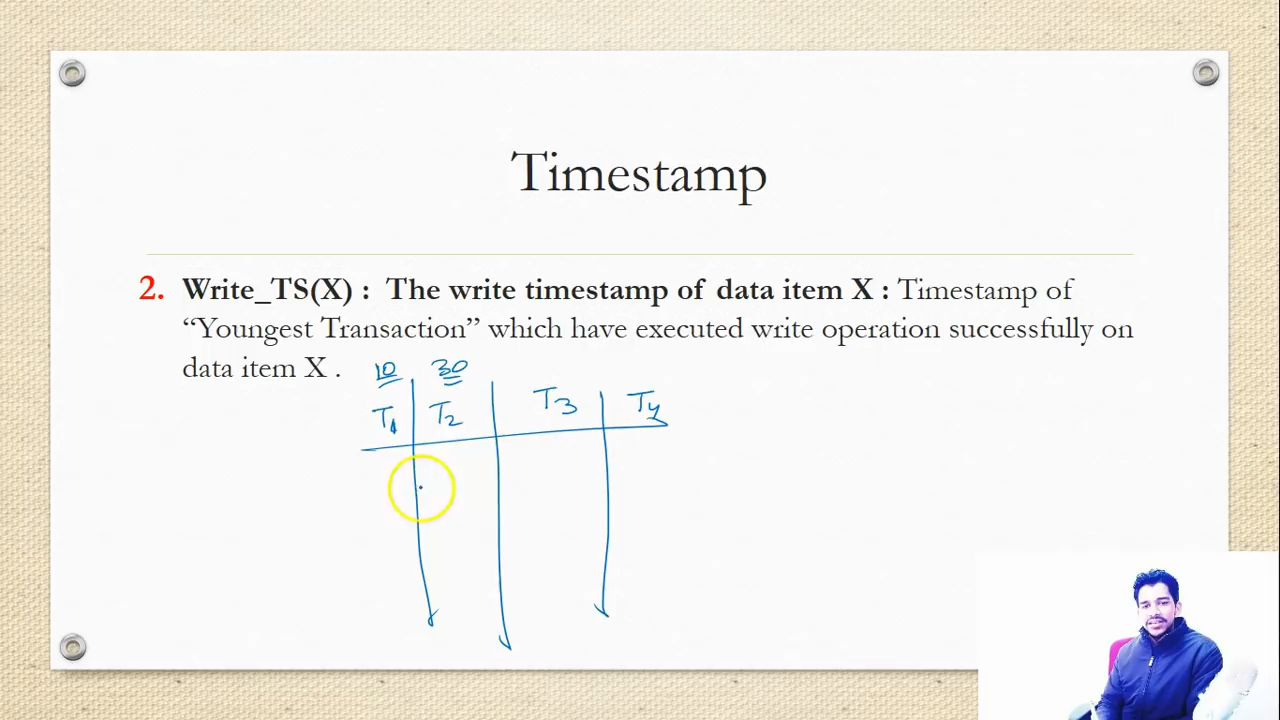 Timestamp
2. Write_TS(X) : The write timestamp of data item X : Timestamp of
“Youngest Transaction” which have executed write operation successfully on
data item X .
10 30
T1 T2 T3 T4